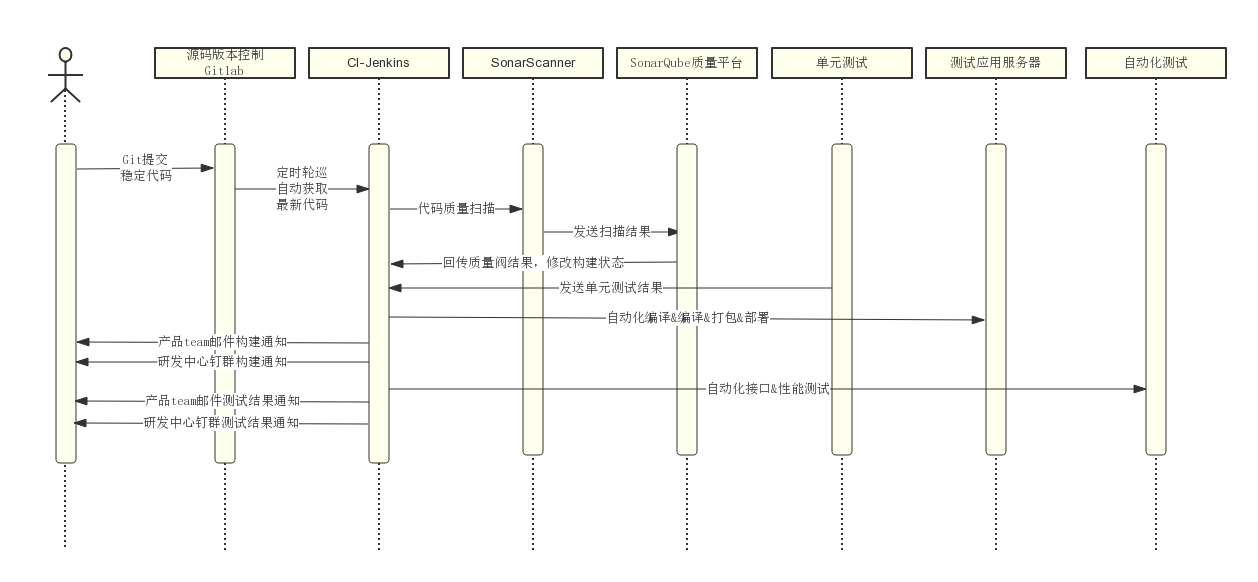 源码版本控制
Gitlab
CI-Jenkins
SonarScanner
SonarQube质量平台
单元测试
测试应用服务器
自动化测试
Git提交
稳定代码
定时轮巡
自动获取
最新代码
代码质量扫描
发送扫描结果
回传质量阀结果，修改构建状态
发送单元测试结果
自动化编译&编译&打包&部署
产品team邮件构建通知
研发中心钉群构建通知
自动化接口&性能测试
产品team邮件测试结果通知
研发中心钉群测试结果通知